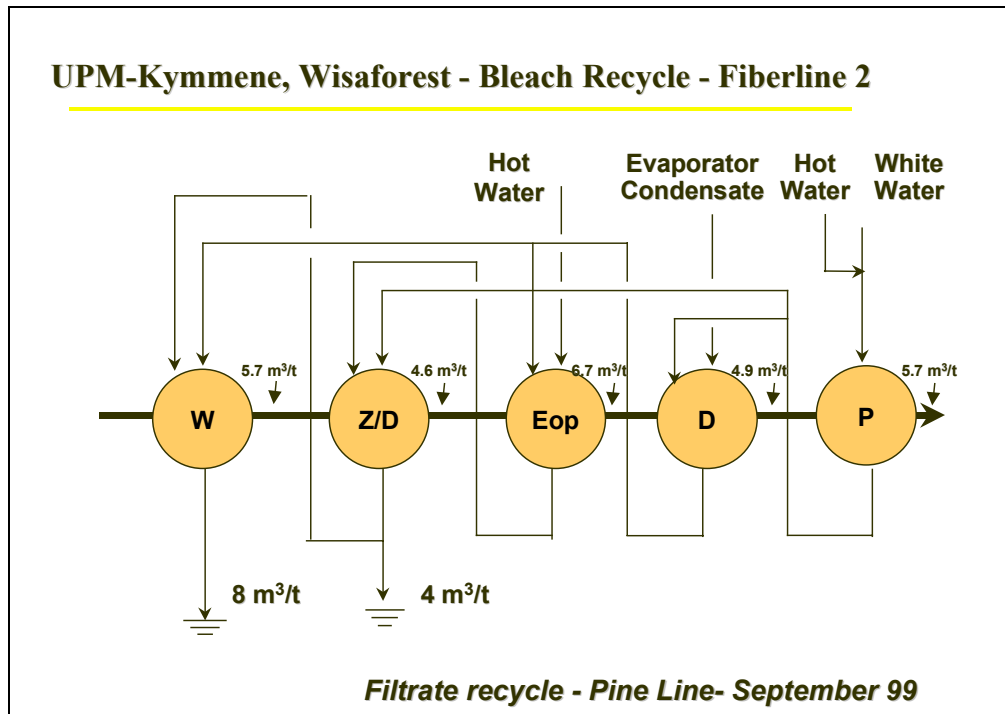 UPM-Kymmene, Wisaforest - Bleach Recycle - Fiberline 2
Hot
Water
Evaporator
Condensate
Hot
Water
White
Water
5.7 m³/t
4.6 m³/t
6.7 m³/t
4.9 m³/t
5.7 m³/t
W
Z/D
Eop
D
P
8 m³/t
4 m³/t
Filtrate recycle - Pine Line- September 99